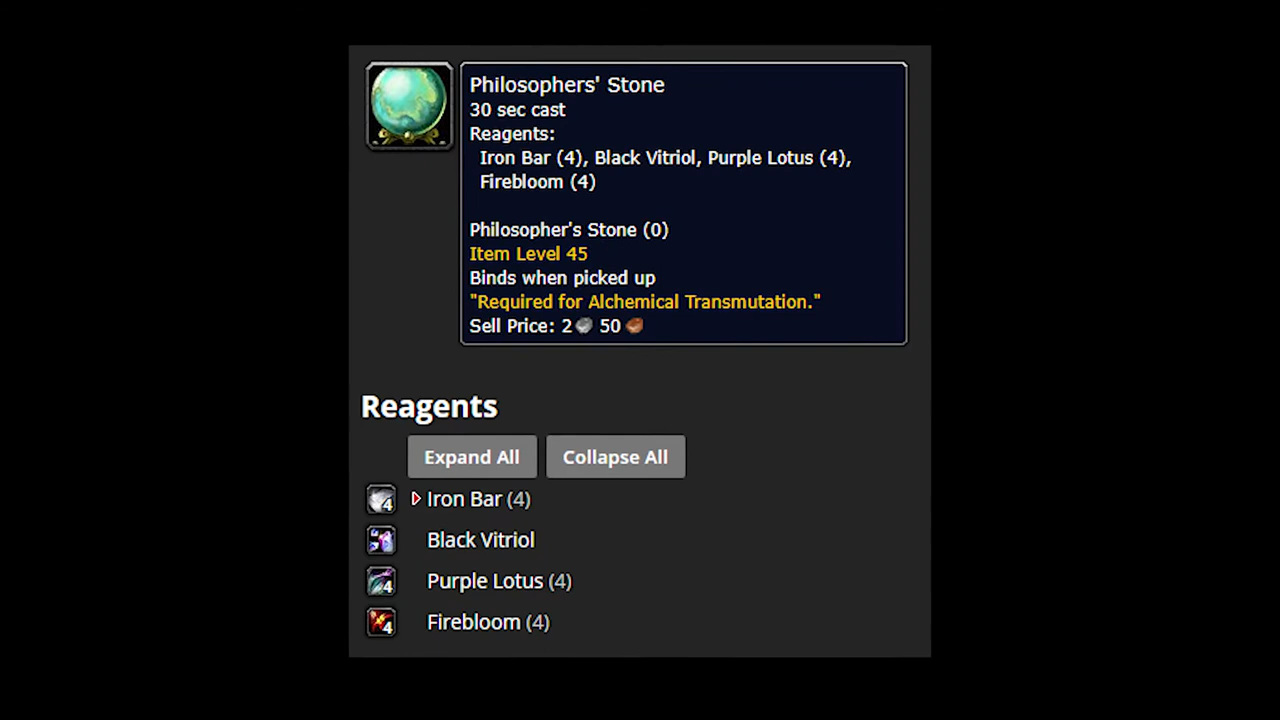 Philosophers' Stone
30 sec cast
Reagents:
Iron Bar (4), Black Vitriol, Purple Lotus (4),
Firebloom (4)
Philosopher's Stone (0)
Item Level 45
Binds when picked up
"Required for Alchemical Transmutation."
Sell Price: 2 50
Reagents
Expand All Collapse All
4 Iron Bar (4)
Black Vitriol
4 Purple Lotus (4)
4 Firebloom (4)